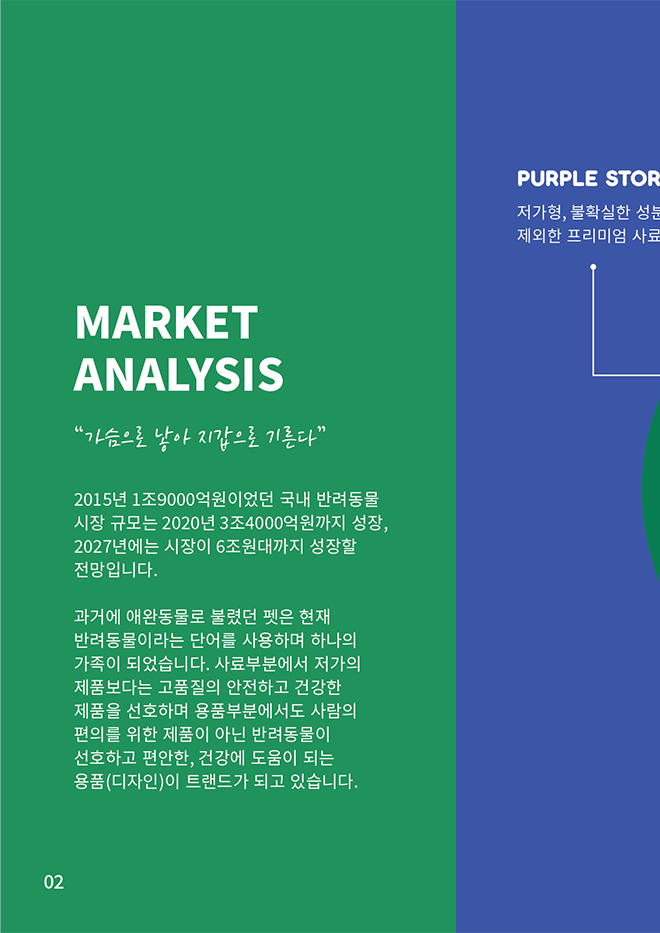 MARKET
ANALYSIS
“가슴으로 낳아 지갑으로 기른다”
2015년 1조9000억원이었던 국내 반려동물
시장 규모는 2020년 3조4000억원까지 성장,
2027년에는 시장이 6조원대까지 성장할
전망입니다.
과거에 애완동물로 불렸던 펫은 현재
반려동물이라는 단어를 사용하며 하나의
가족이 되었습니다. 사료부분에서 저가의
제품보다는 고품질의 안전하고 건강한
제품을 선호하며 용품부분에서도 사람의
편의를 위한 제품이 아닌 반려동물이
선호하고 편안한, 건강에 도움이 되는
용품(디자인)이 트랜드가 되고 있습니다.
02
PURPLE STOR
저가형, 불확실한 성분
제외한 프리미엄 사료